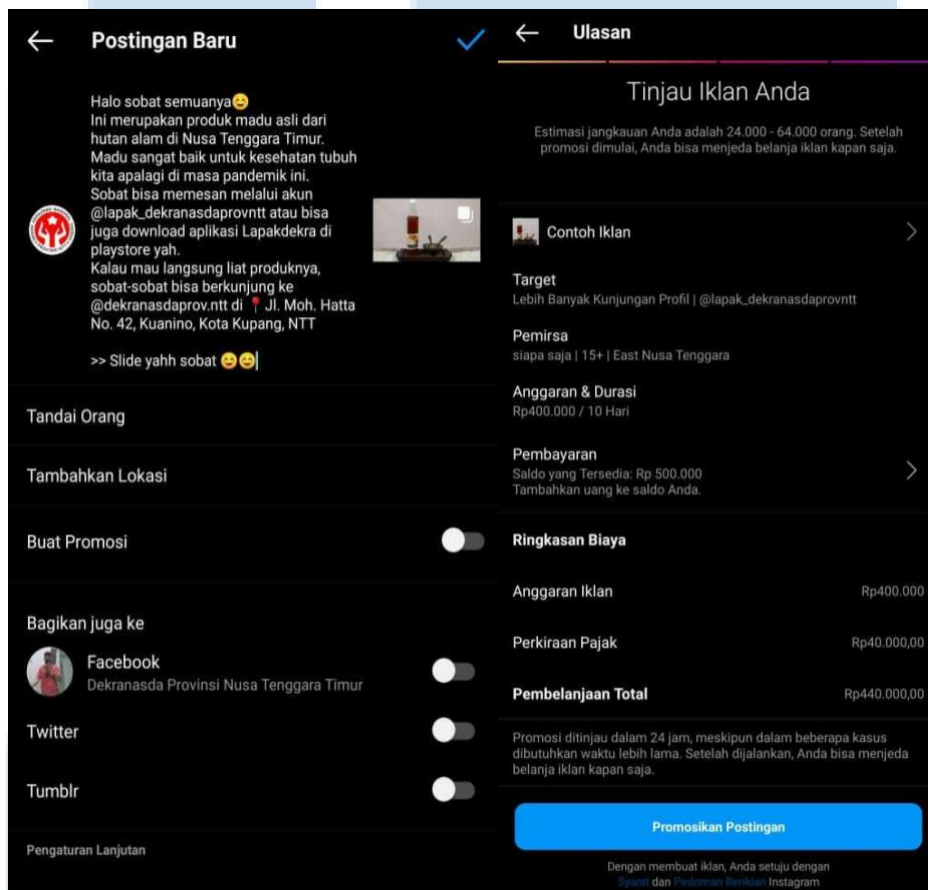 Postingan Baru
Halo sobat semuanya😊
Ini merupakan produk madu asli dari
hutan alam di Nusa Tenggara Timur.
Madu sangat baik untuk kesehatan tubuh
kita apalagi di masa pandemik ini.
Sobat bisa memesan melalui akun
@lapak_dekranasdaprovntt atau bisa
juga download aplikasi Lapakdekra di
playstore yah.
Kalau mau langsung liat produknya,
sobat-sobat bisa berkunjung ke
@dekranasdaprov.ntt di 📍 Jl. Moh. Hatta
No. 42, Kuanino, Kota Kupang, NTT
>> Slide yahh sobat 😊😊
Tandai Orang
Tambahkan Lokasi
Buat Promosi
Bagikan juga ke
Facebook
Dekranasda Provinsi Nusa Tenggara Timur
Twitter
Tumblr
Pengaturan Lanjutan
Ulasan
Tinjau Iklan Anda
Estimasi jangkauan Anda adalah 24.000 - 64.000 orang. Setelah
promosi dimulai, Anda bisa menjeda belanja iklan kapan saja.
Contoh Iklan
Target
Lebih Banyak Kunjungan Profil | @lapak_dekranasdaprovntt
Pemirsa
siapa saja | 15+ | East Nusa Tenggara
Anggaran & Durasi
Rp400.000 / 10 Hari
Pembayaran
Saldo yang Tersedia: Rp 500.000
Tambahkan uang ke saldo Anda.
Ringkasan Biaya
Anggaran Iklan Rp400.000
Perkiraan Pajak Rp40.000,00
Pembelanjaan Total Rp440.000,00
Promosi ditinjau dalam 24 jam, meskipun dalam beberapa kasus
dibutuhkan waktu lebih lama. Setelah dijalankan, Anda bisa menjeda
belanja iklan kapan saja.
Promosikan Postingan
Dengan membuat iklan, Anda setuju dengan
Syarat dan Pedoman Beriklan Instagram